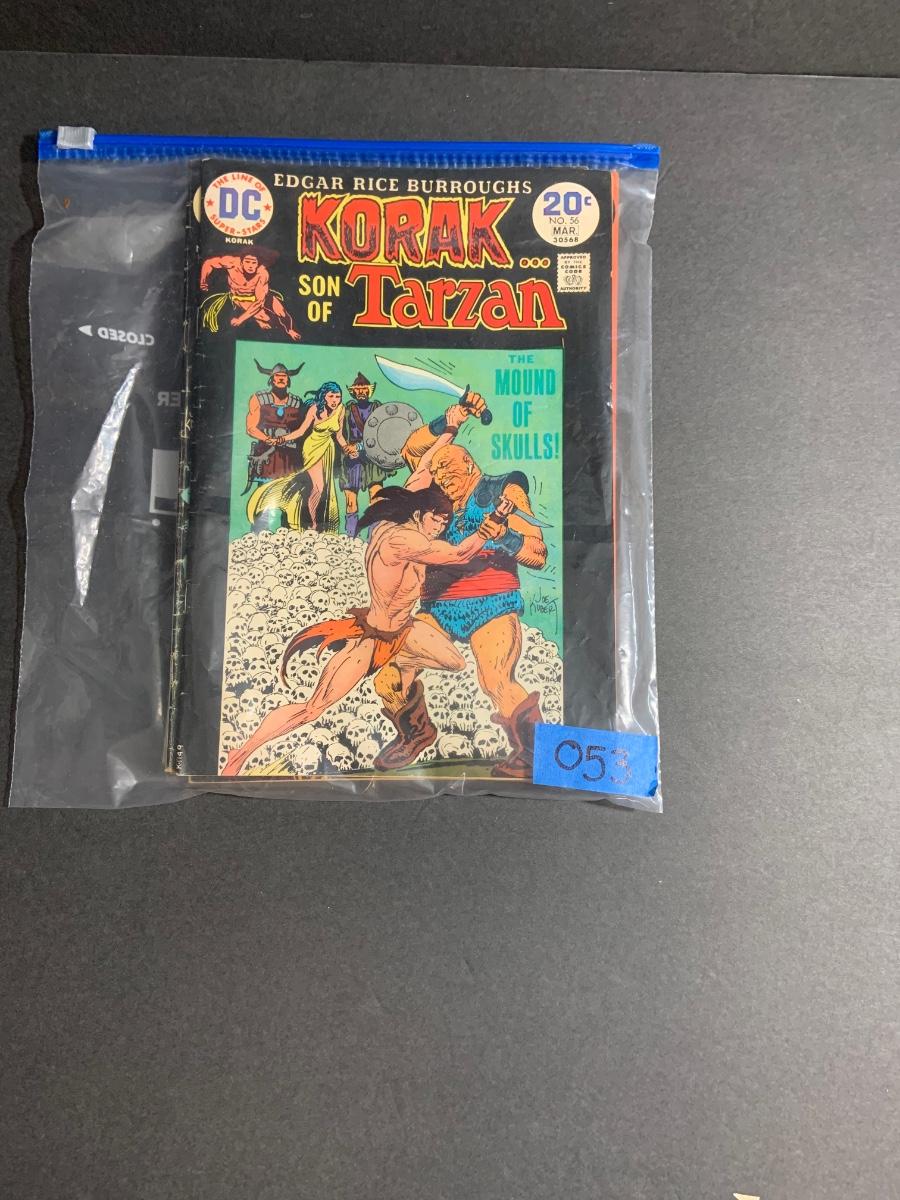 THE LINE OF
DC
SUPER-STARS
KORAK
EDGAR RICE BURROUGHS
KORAK...
SON OF Tarzan
20¢
NO. 56
MAR.
30568
APPROVED
BY THE
COMICS
CODE
AUTHORITY
CLOSED
THE
MOUND
OF
SKULLS!
JOE
KUBERT
053